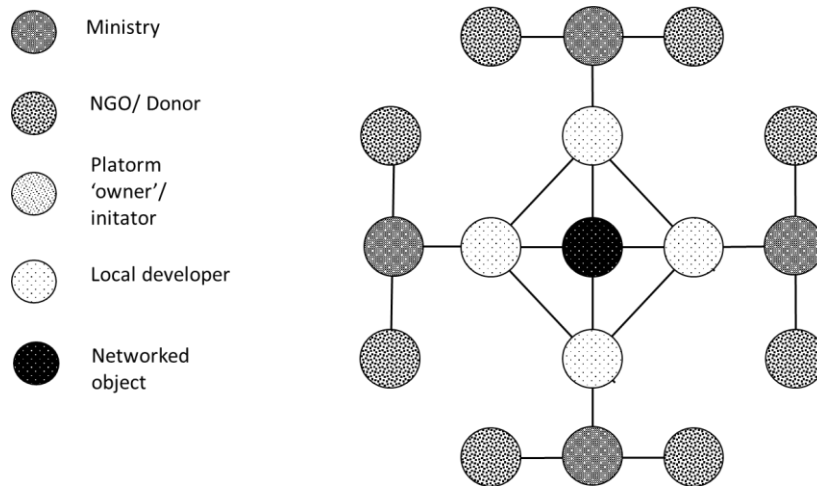 Ministry
NGO/ Donor
Platorm
‘owner’/
initator
Local developer
Networked
object